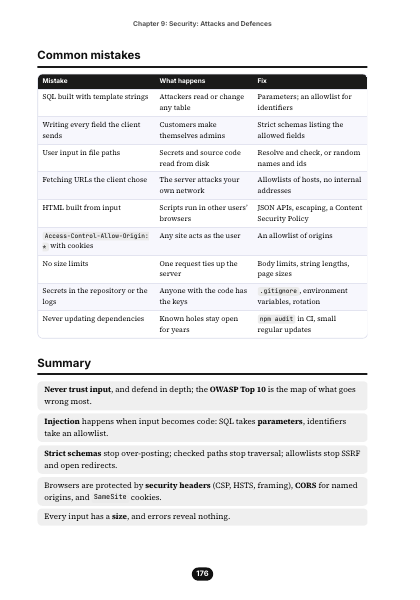 Chapter 9: Security: Attacks and Defences
Common mistakes
Mistake What happens Fix
SQL built with template strings Attackers read or change Parameters; an allowlist for
any table identifiers
Writing every field the client Customers make Strict schemas listing the
sends themselves admins allowed fields
User input in file paths Secrets and source code Resolve and check, or random
read from disk names and ids
Fetching URLs the client chose The server attacks your Allowlists of hosts, no internal
own network addresses
HTML built from input Scripts run in other users' JSON APIs, escaping, a Content
browsers Security Policy
Access-Control-Allow-Origin: Any site acts as the user An allowlist of origins
* with cookies
No size limits One request ties up the Body limits, string lengths,
server page sizes
Secrets in the repository or the Anyone with the code has .gitignore, environment
logs the keys variables, rotation
Never updating dependencies Known holes stay open npm audit in CI, small
for years regular updates
Summary
Never trust input, and defend in depth; the OWASP Top 10 is the map of what goes
wrong most.
Injection happens when input becomes code: SQL takes parameters, identifiers
take an allowlist.
Strict schemas stop over-posting; checked paths stop traversal; allowlists stop SSRF
and open redirects.
Browsers are protected by security headers (CSP, HSTS, framing), CORS for named
origins, and SameSite cookies.
Every input has a size, and errors reveal nothing.
176